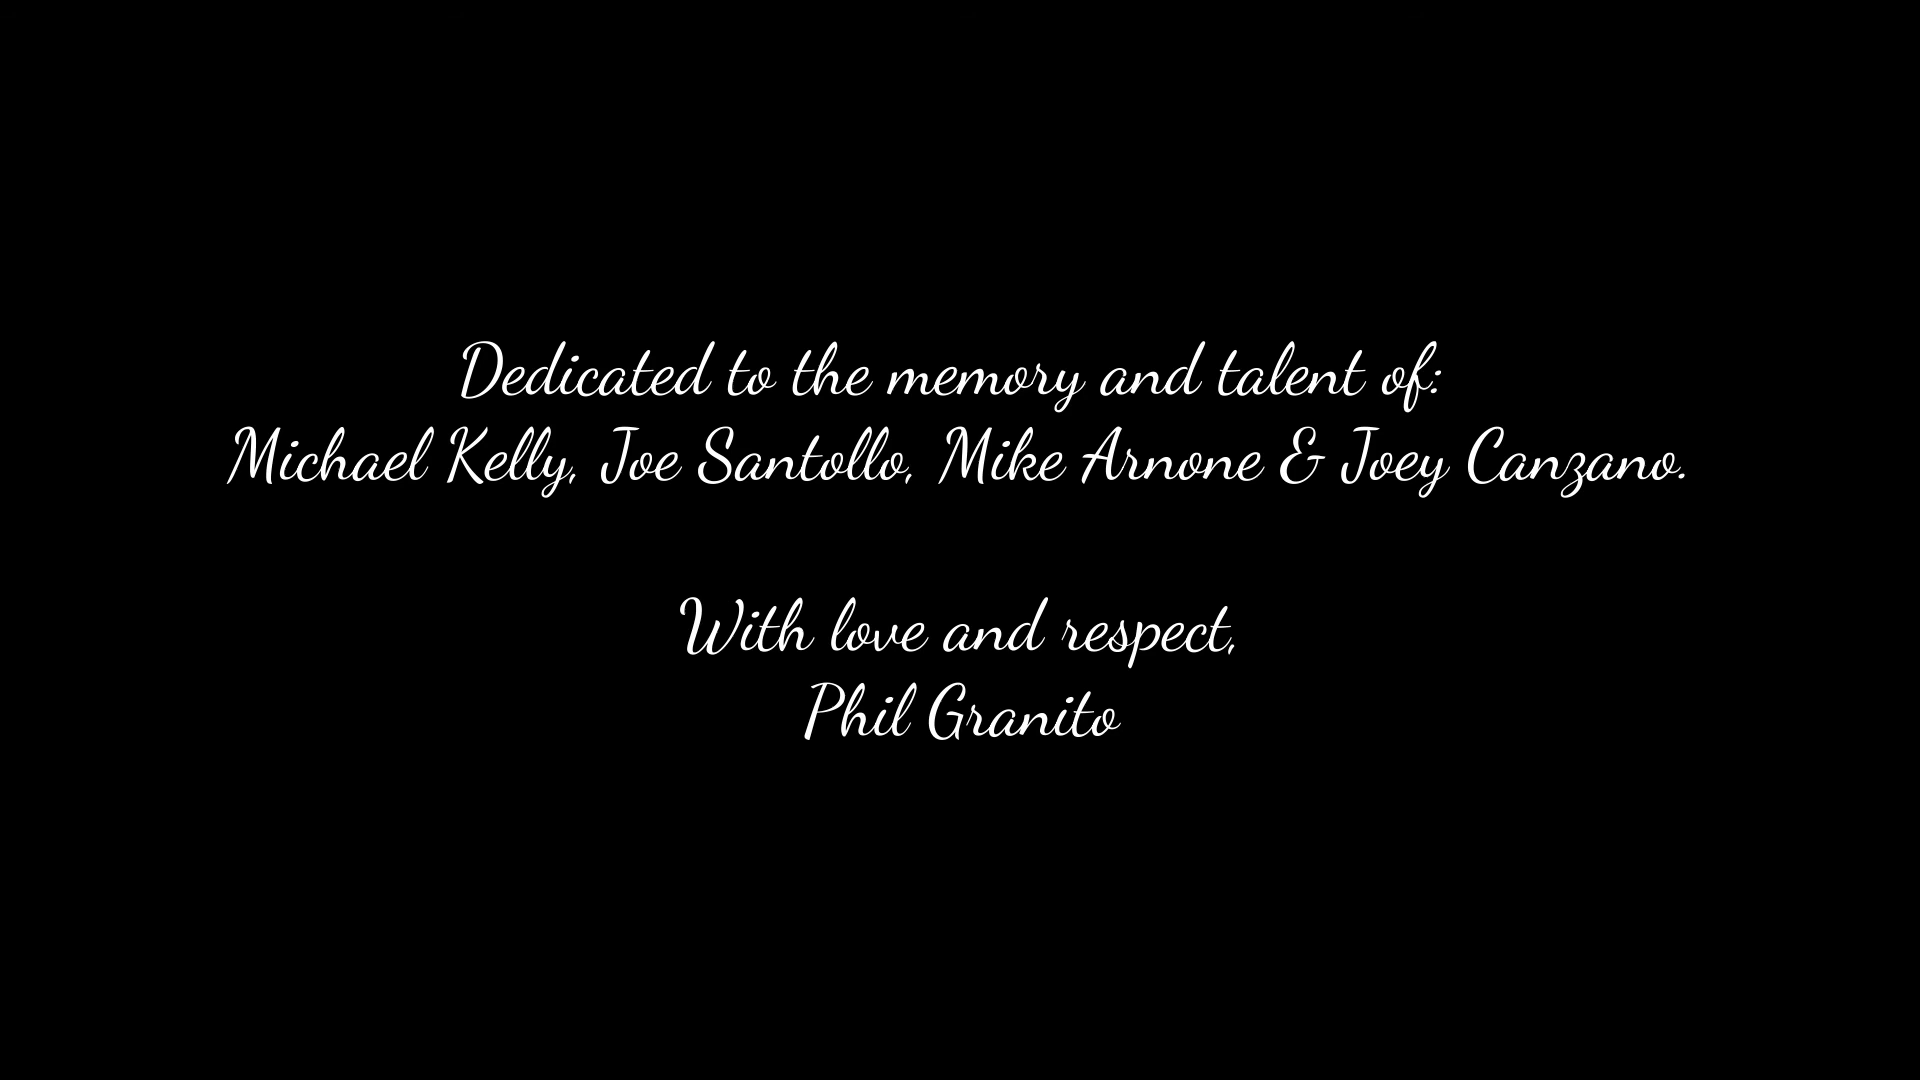 Dedicated to the memory and talent of:
Michael Kelly, Joe Santollo, Mike Arnone & Joey Canzano.
With love and respect,
Phil Granito